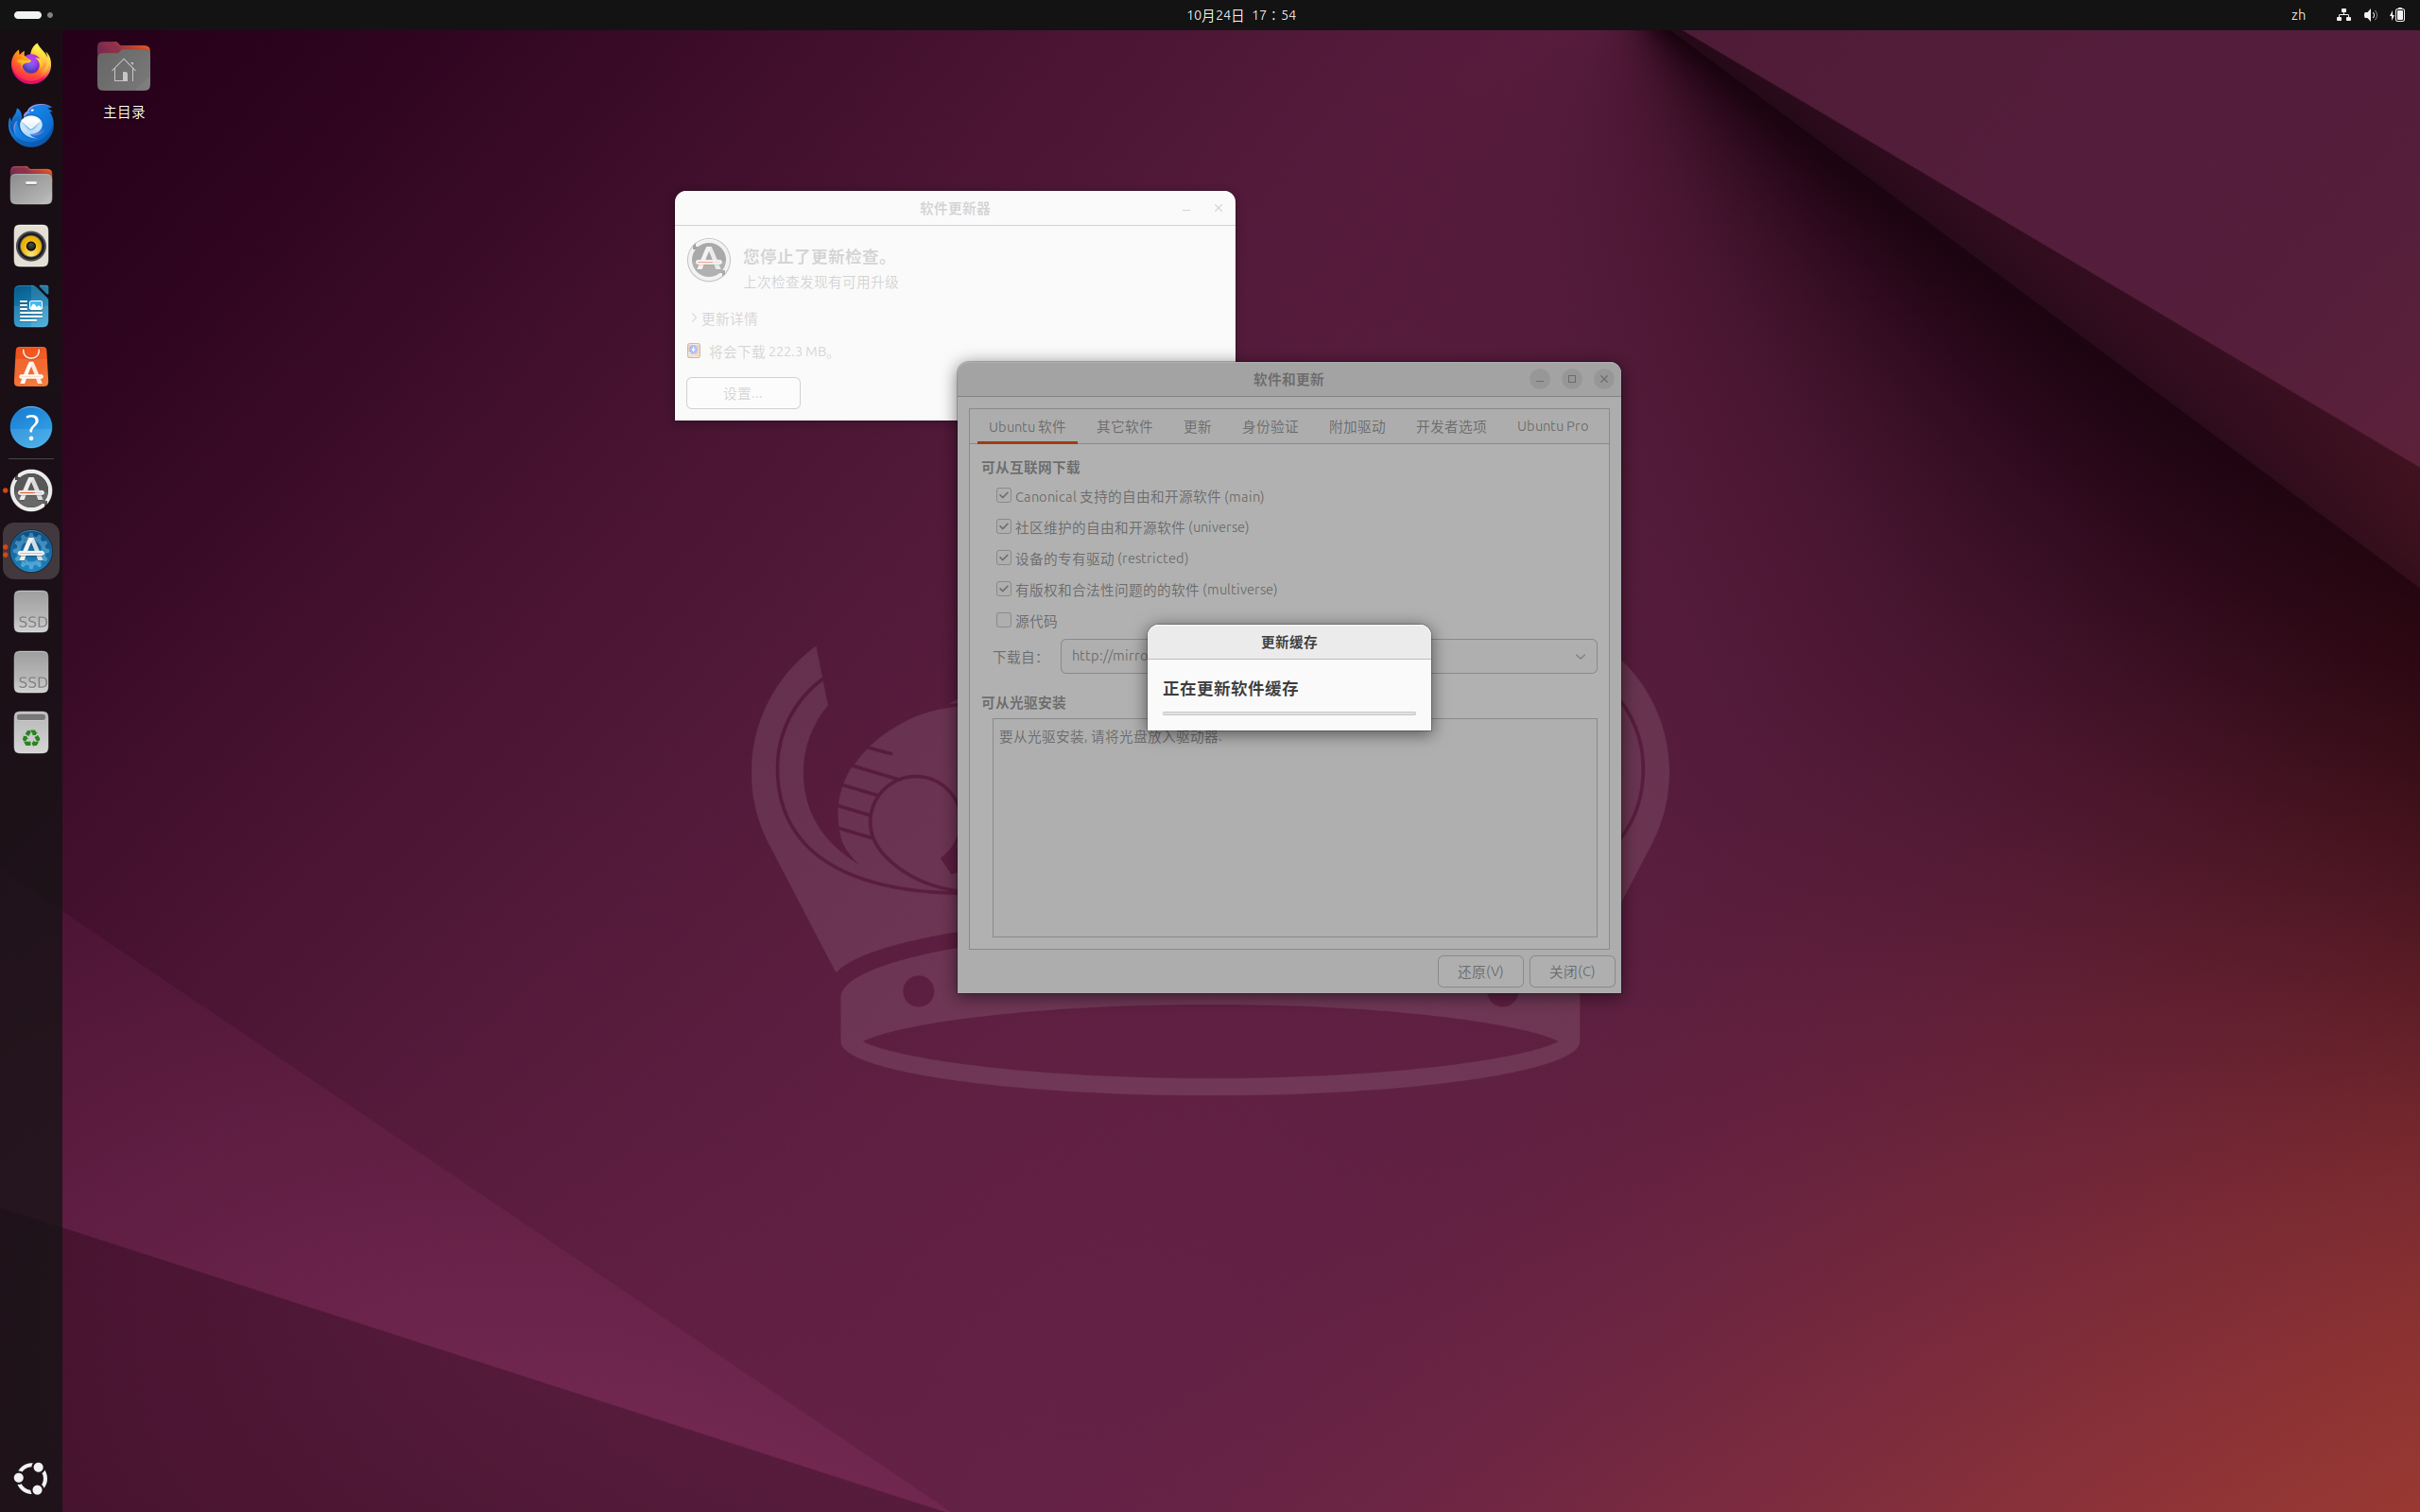 10月24日 17：54
zh
主目录
软件更新器
您停止了更新检查。
上次检查发现有可用升级
更新详情
将会下载 222.3 MB。
设置...
软件和更新
Ubuntu 软件
其它软件
更新
身份验证
附加驱动
开发者选项
Ubuntu Pro
可从互联网下载
Canonical 支持的自由和开源软件 (main)
社区维护的自由和开源软件 (universe)
设备的专有驱动 (restricted)
有版权和合法性问题的的软件 (multiverse)
源代码
下载自：
http://mirro
更新缓存
正在更新软件缓存
可从光驱安装
要从光驱安装, 请将光盘放入驱动器.
还原(V)
关闭(C)
SSD
SSD